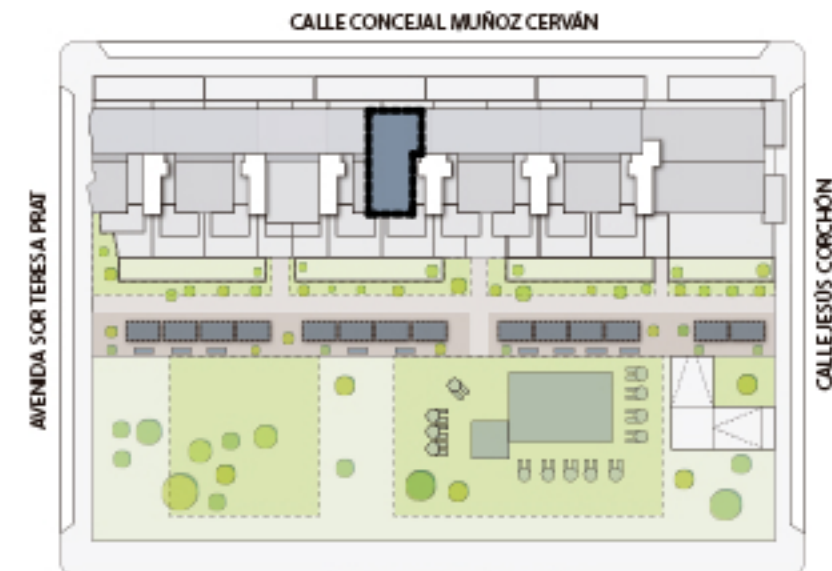 CALLE CONCEJAL MUÑOZ CERVÁN
AVENIDA SOR TERESA PRAT
CALLE JESÚS CORCHÓN